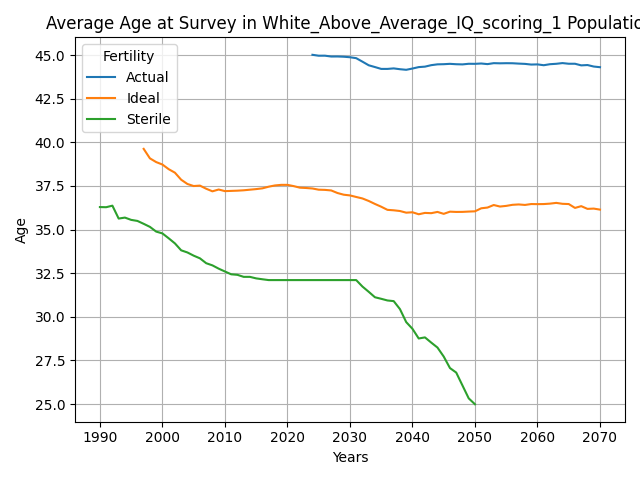 Average Age at Survey in White_Above_Average_IQ_scoring_1 Populatio
Fertility
Actual
Ideal
Sterile
45.0
42.5
40.0
37.5
35.0
32.5
30.0
27.5
25.0
Age
1990 2000 2010 2020 2030 2040 2050 2060 2070
Years